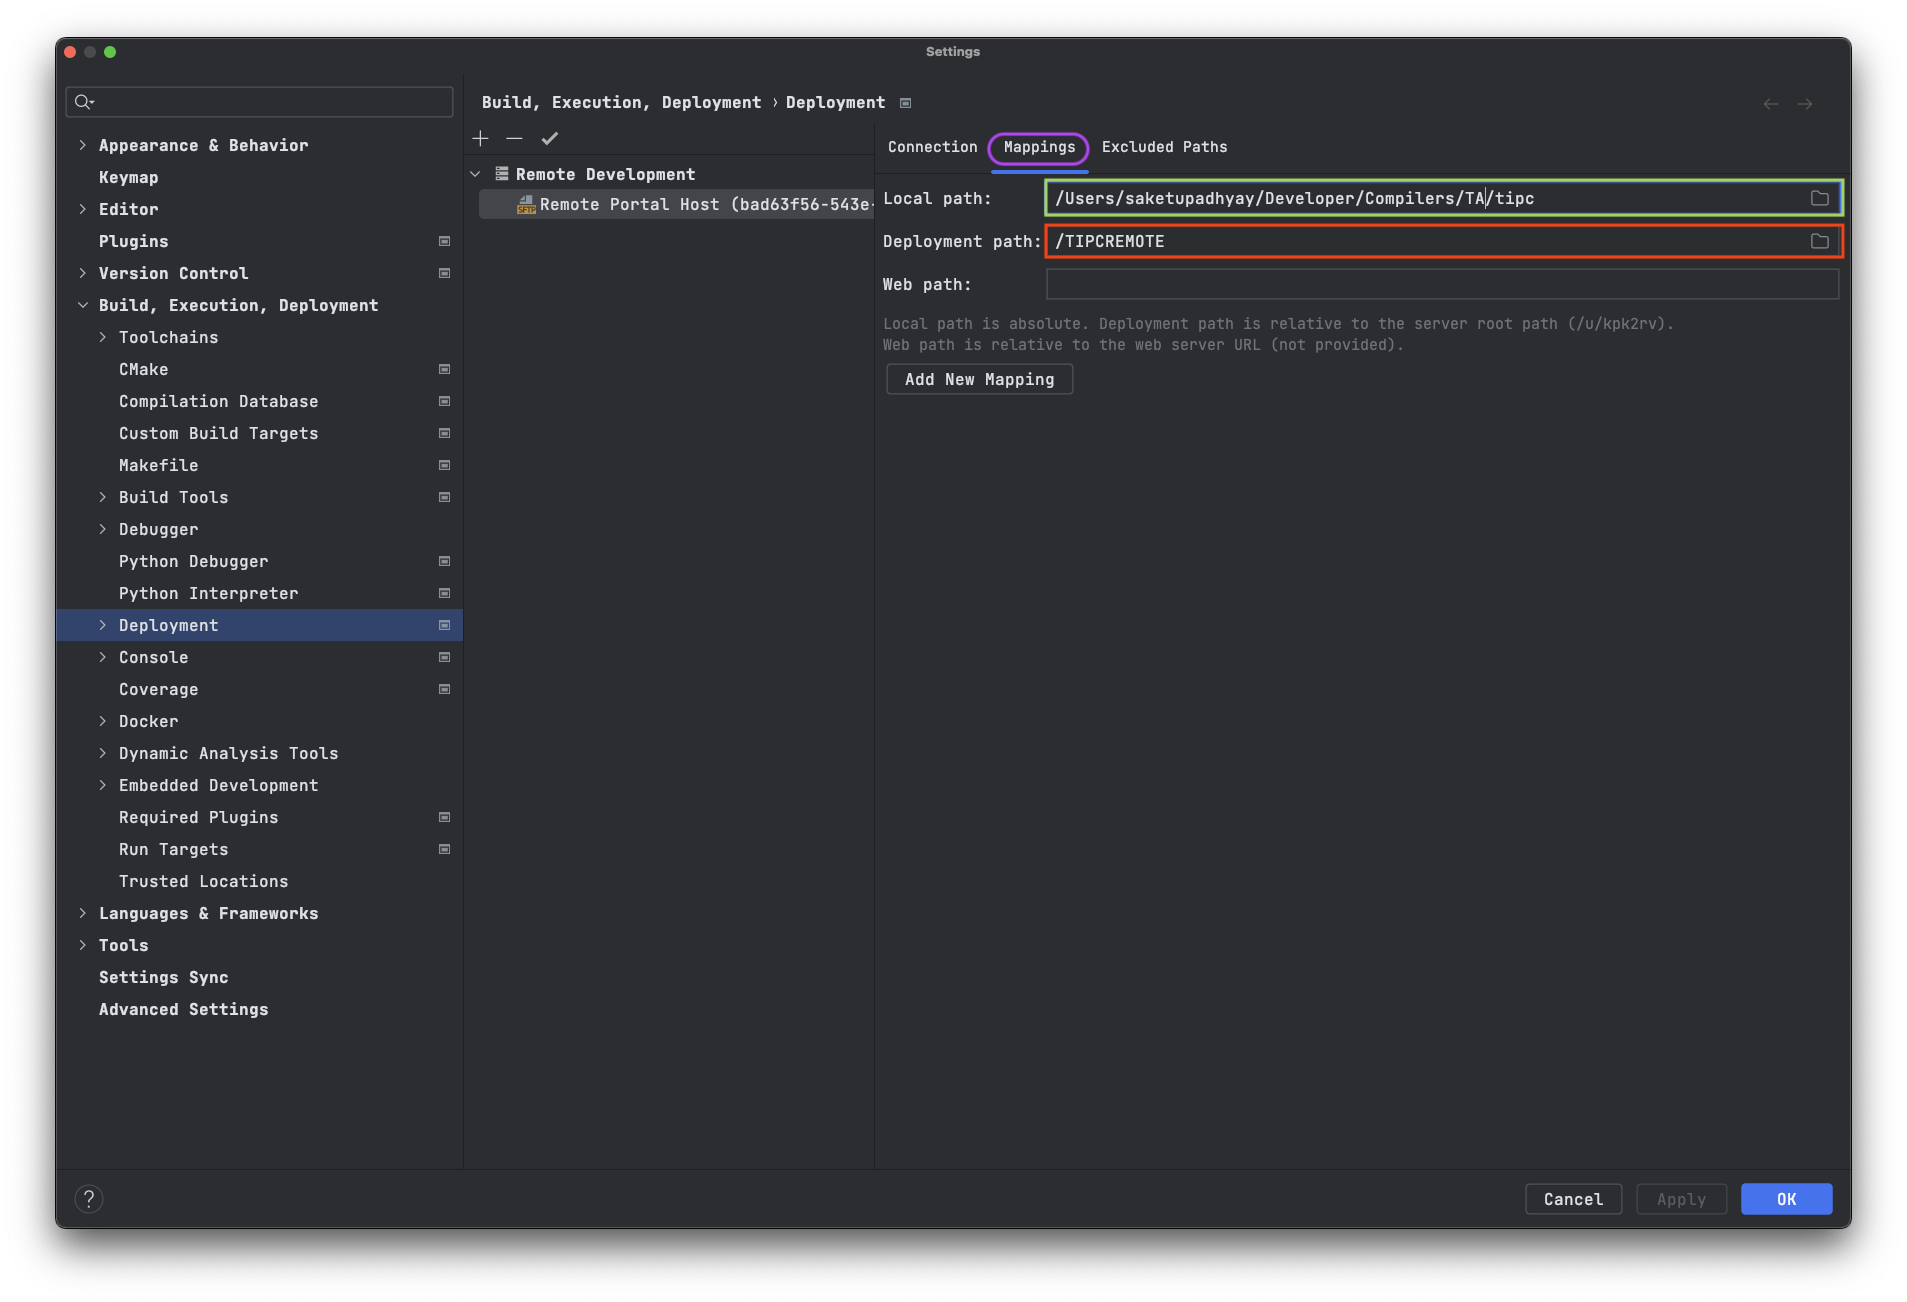 Settings
Appearance & Behavior
Keymap
Editor
Plugins
Version Control
Build, Execution, Deployment
Toolchains
CMake
Compilation Database
Custom Build Targets
Makefile
Build Tools
Debugger
Python Debugger
Python Interpreter
Deployment
Console
Coverage
Docker
Dynamic Analysis Tools
Embedded Development
Required Plugins
Run Targets
Trusted Locations
Languages & Frameworks
Tools
Settings Sync
Advanced Settings
Build, Execution, Deployment › Deployment
Remote Development
SFTP Remote Portal Host (bad63f56-543e-
Connection Mappings Excluded Paths
Local path: /Users/saketupadhyay/Developer/Compilers/TA/tipc
Deployment path: /TIPCREMOTE
Web path:
Local path is absolute. Deployment path is relative to the server root path (/u/kpk2rv).
Web path is relative to the web server URL (not provided).
Add New Mapping
?
Cancel Apply OK